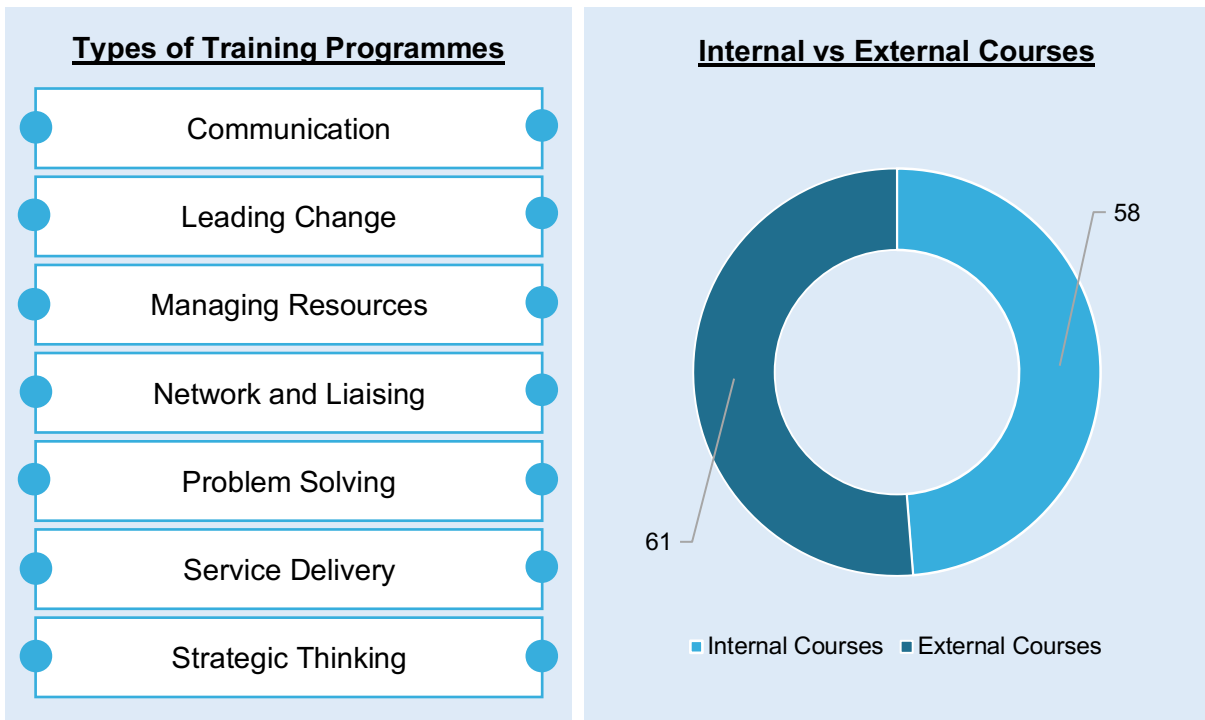 Types of Training Programmes
Communication
Leading Change
Managing Resources
Network and Liaising
Problem Solving
Service Delivery
Strategic Thinking
Internal vs External Courses
58
61
Internal Courses
External Courses